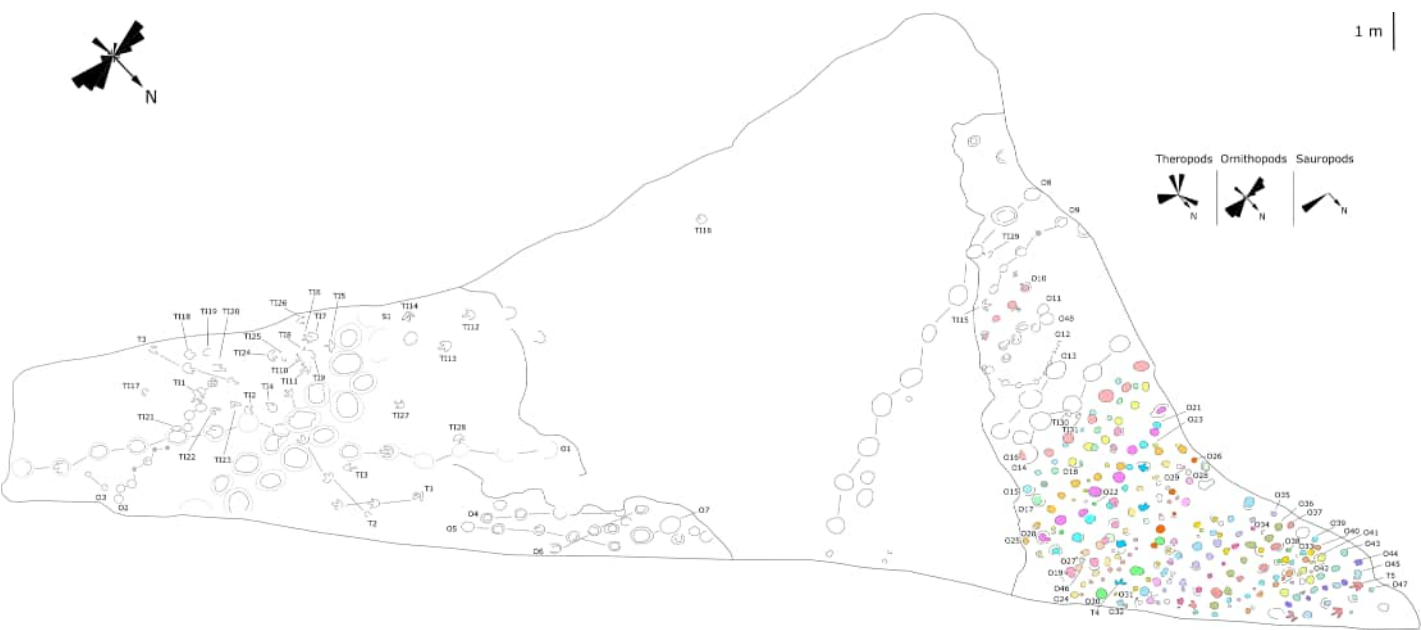 N
1 m
Theropods Ornithopods Sauropods
N
N
N
O8
O9
TI16
TI29
O10
O11
O48
O12
O13
TI15
TI30
TI31
TI26
TI6
TI5
TI7
S1
TI14
TI12
TI13
TI18
TI19
TI20
T3
TI25
TI8
TI24
TI10
TI9
TI11
TI17
TI1
TI4
TI2
TI21
TI27
TI28
TI22
TI23
TI3
O1
O3
O2
T1
T2
O4
O5
O6
O7
O21
O23
O16
O14
O18
O26
O28
O29
O15
O17
O22
O20
O25
O27
O19
O46
O24
O30
O31
T4
O32
O35
O36
O37
O34
O39
O40
O41
O38
O33
O43
O42
O44
O45
T5
O47